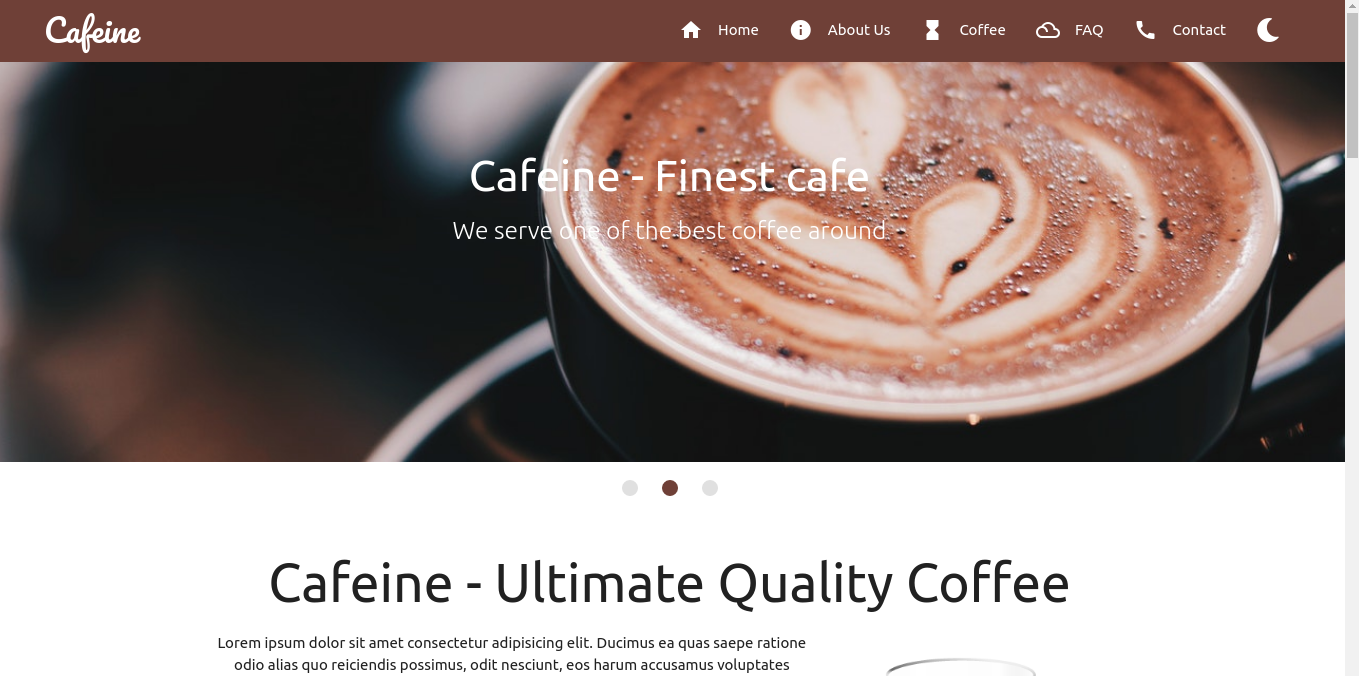 Cafeine
Home
About Us
Coffee
FAQ
Contact
Cafeine - Finest cafe
We serve one of the best coffee around.
Cafeine - Ultimate Quality Coffee
Lorem ipsum dolor sit amet consectetur adipisicing elit. Ducimus ea quas saepe ratione
odio alias quo reiciendis possimus, odit nesciunt, eos harum accusamus voluptates